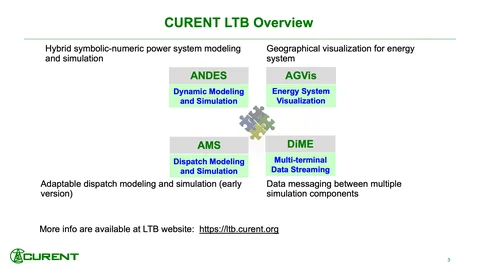 CURENT LTB Overview
Hybrid symbolic-numeric power system modeling
and simulation
Geographical visualization for energy
system
ANDES
Dynamic Modeling
and Simulation
AGVis
Energy System
Visualization
AMS
Dispatch Modeling
and Simulation
DiME
Multi-terminal
Data Streaming
Adaptable dispatch modeling and simulation (early
version)
Data messaging between multiple
simulation components
More info are available at LTB website: https://ltb.curent.org
CURENT
3